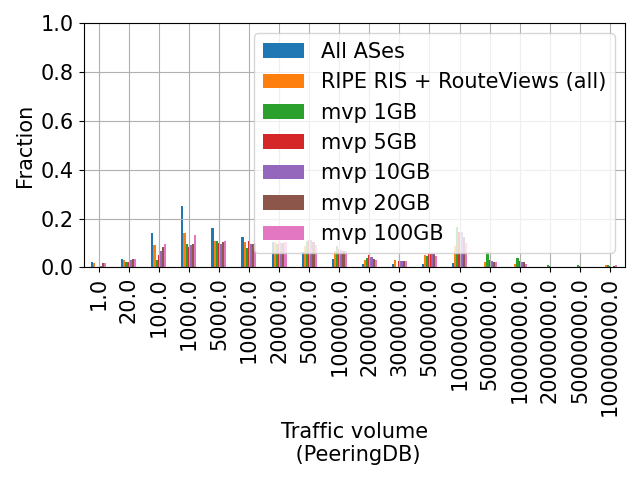 1.0
0.8
0.6
0.4
0.2
0.0
Fraction
All ASes
RIPE RIS + RouteViews (all)
mvp 1GB
mvp 5GB
mvp 10GB
mvp 20GB
mvp 100GB
1.0
20.0
100.0
1000.0
5000.0
10000.0
20000.0
50000.0
100000.0
200000.0
300000.0
500000.0
1000000.0
5000000.0
10000000.0
20000000.0
50000000.0
100000000.0
Traffic volume
(PeeringDB)